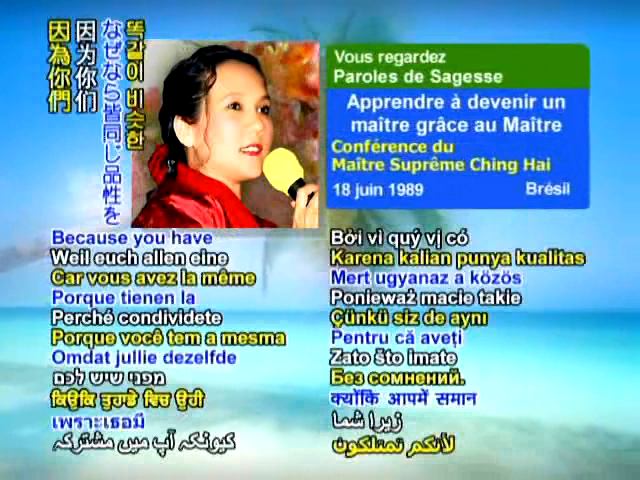 因為你們
因为你们
なぜなら皆同じ品性を
똑같이 비슷한
Vous regardez
Paroles de Sagesse
Apprendre à devenir un
maître grâce au Maître
Conférence du
Maître Suprême Ching Hai
18 juin 1989
Brésil
Because you have
Weil euch allen eine
Car vous avez la même
Porque tienen la
Perché condividete
Porque você tem a mesma
Omdat jullie dezelfde
מפני שיש לכם
ਕਿਉਕਿ ਤੁਹਾਡੇ ਵਿਚ ਉਹੀ
เพราะเธอมี
کیونکہ آپ میں مشترکہ
Bởi vì quý vị có
Karena kalian punya kualitas
Mert ugyanaz a közös
Ponieważ macie takie
Çünkü siz de aynı
Pentru că aveți
Zato što imate
Без сомнений.
क्योंकि आपमें समान
زیرا شما
لأنكم تمتلكون